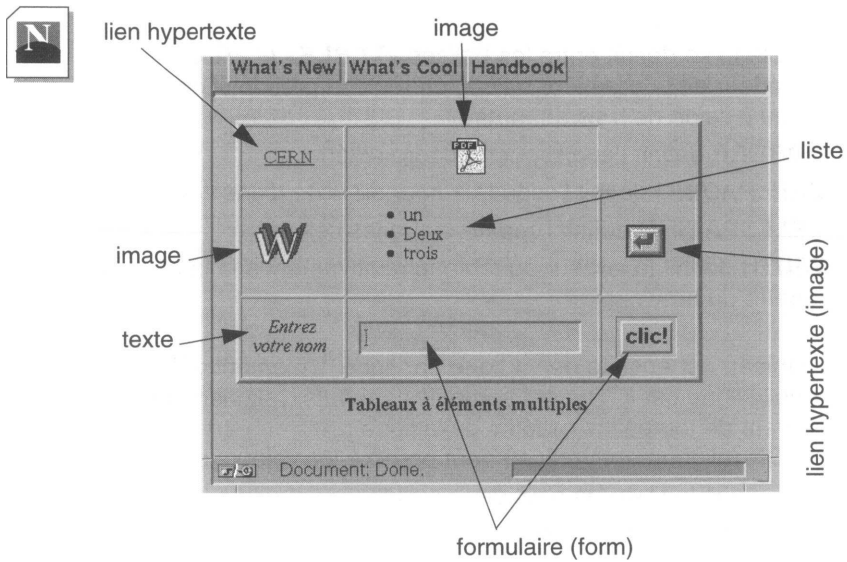 N
lien hypertexte
image
What's New What's Cool Handbook
CERN
PDF
liste
• un
• Deux
• trois
W
image
lien hypertexte (image)
texte
Entrez
votre nom
clic!
Tableaux à éléments multiples
Document: Done.
formulaire (form)